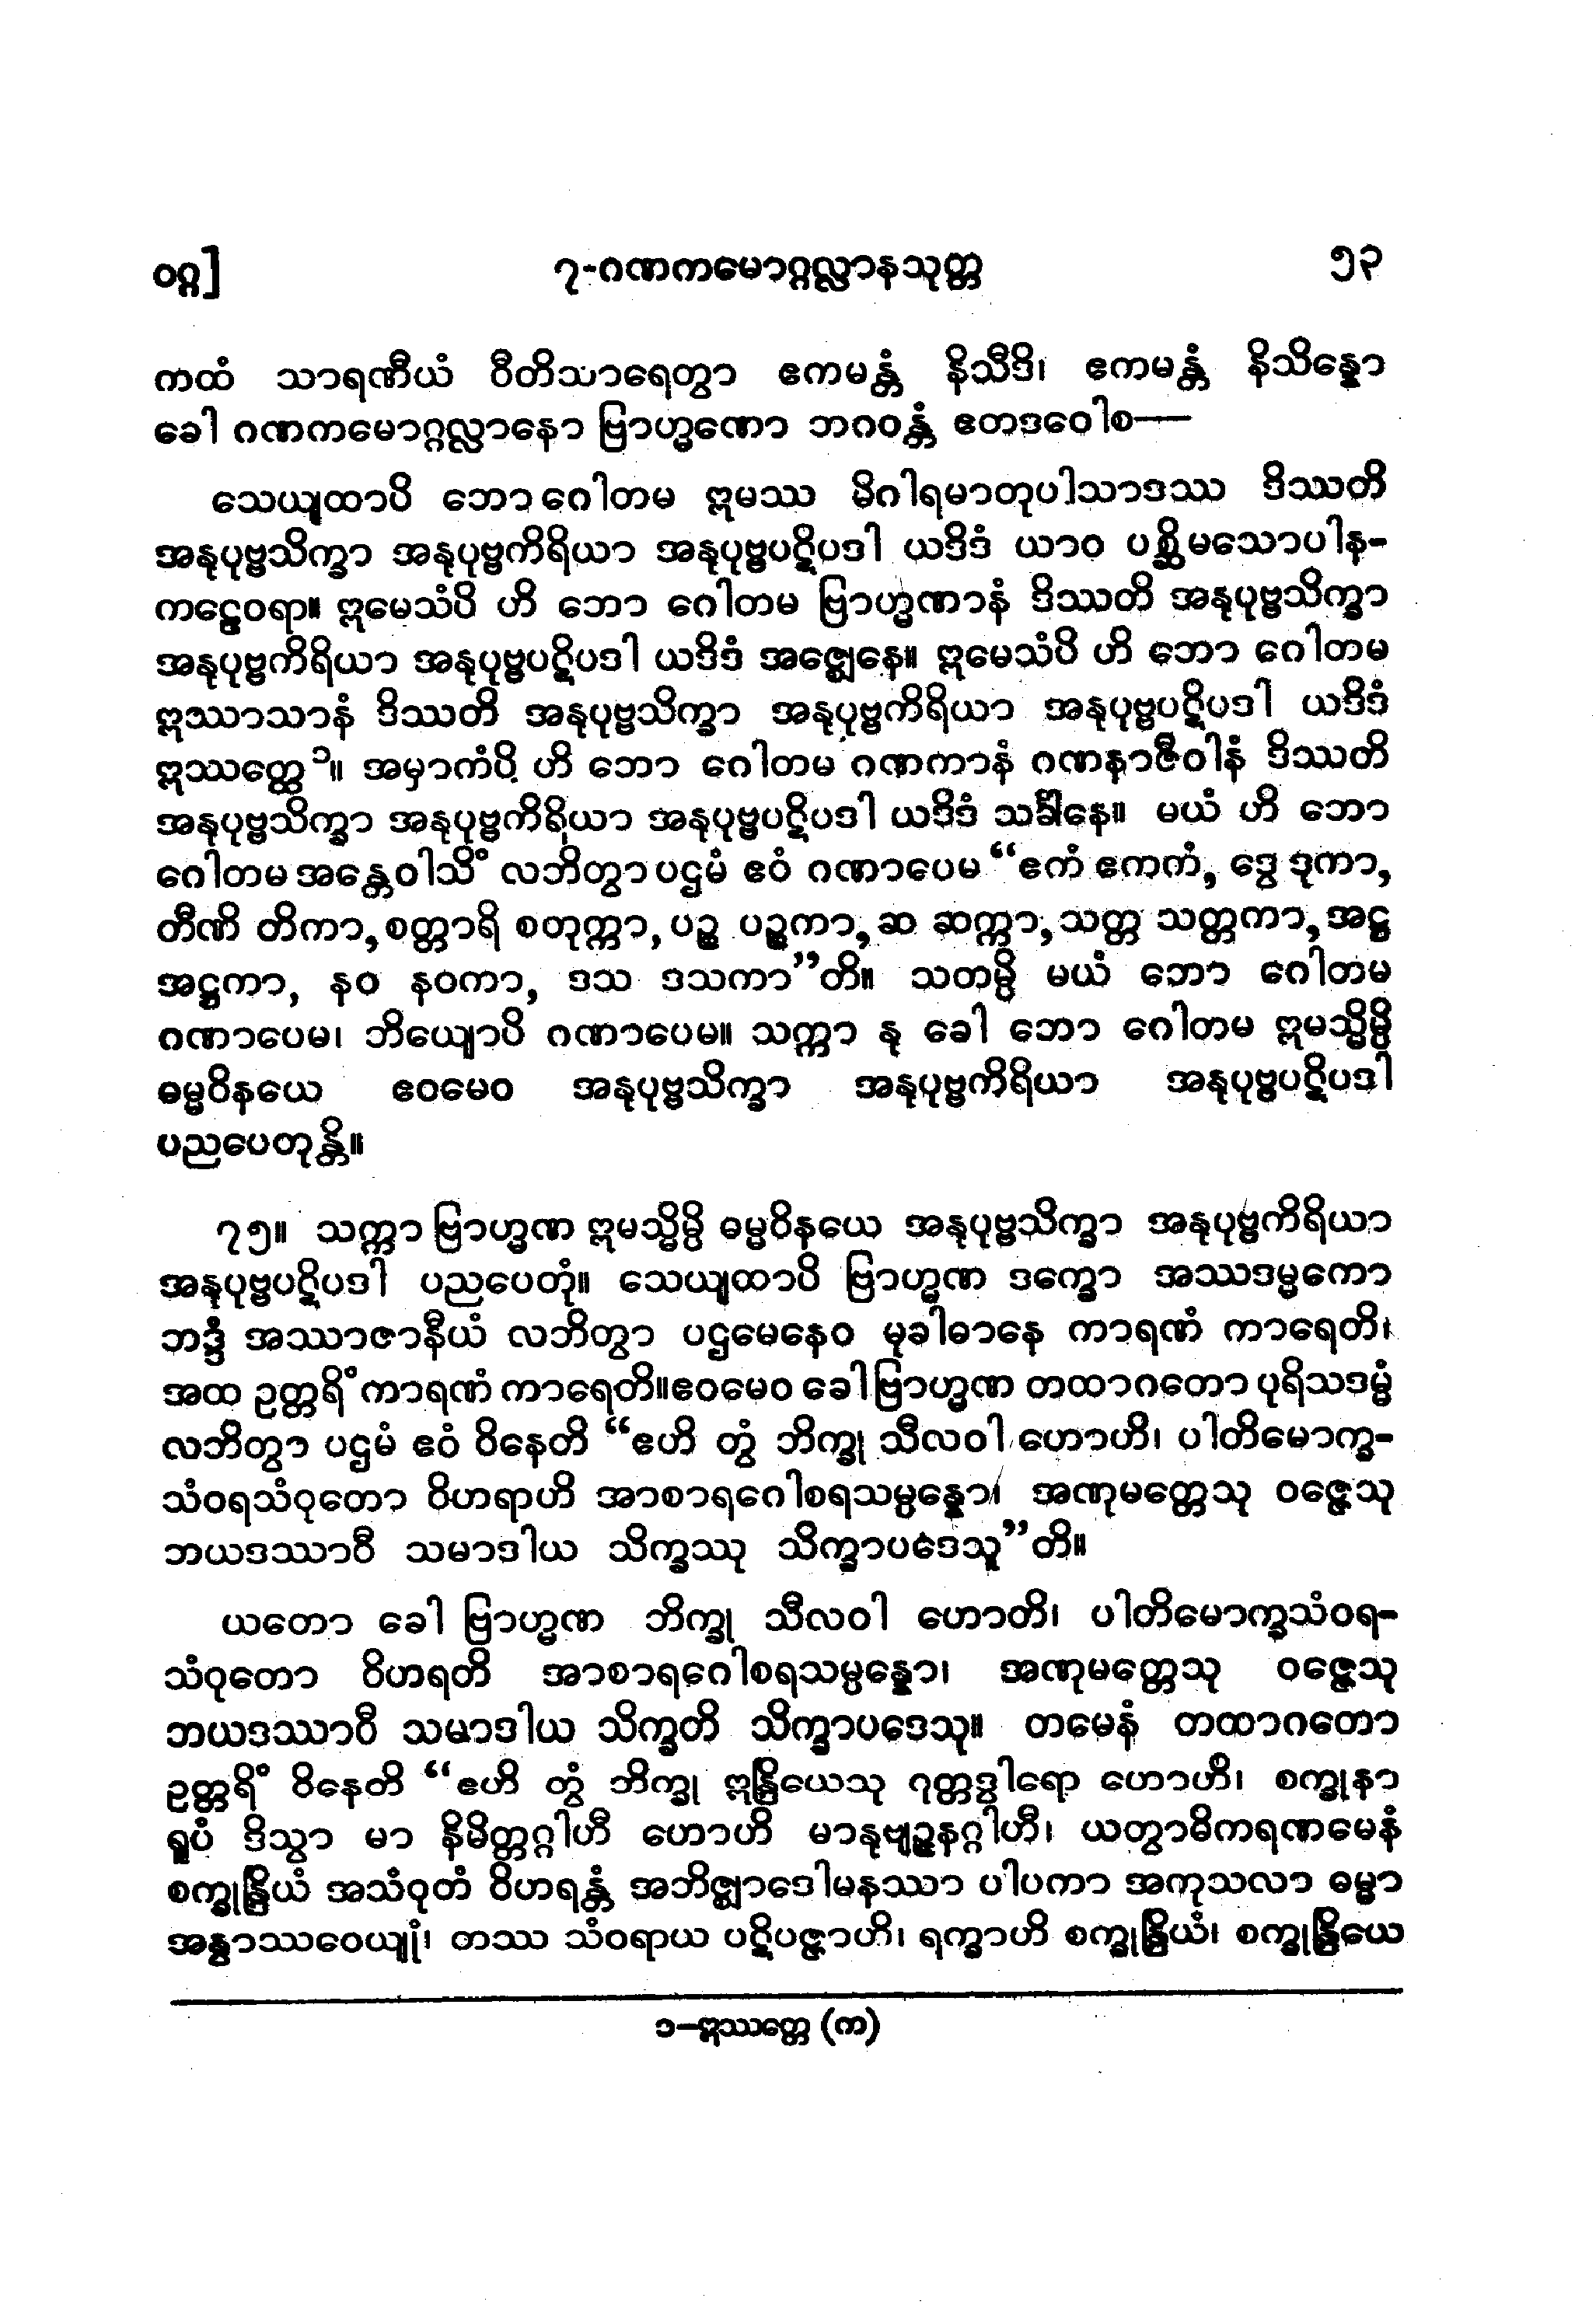 ဝဂ္ဂ]
၇-ဂဏကမောဂ္ဂလ္လာနသုတ္တ
၅၃
ကထံ သာရဏီယံ ဝီတိသာရေတွာ ဧကမန္တံ နိသီဒိ၊ ဧကမန္တံ နိသိန္နော
ခေါ ဂဏကမောဂ္ဂလ္လာနော ဗြာဟ္မဏော ဘဂဝန္တံ ဧတဒဝေါစ—
သေယျထာပိ ဘော ဂေါတမ ဣမဿ မိဂါရမာတုပါသာဒဿ ဒိဿတိ
အနုပုဗ္ဗသိက္ခာ အနုပုဗ္ဗကိရိယာ အနုပုဗ္ဗပဋိပဒါ ယဒိဒံ ယာဝ ပစ္ဆိမသောပါန-
ကဠေဝရာ။ ဣမေသံပိ ဟိ ဘော ဂေါတမ ဗြာဟ္မဏာနံ ဒိဿတိ အနုပုဗ္ဗသိက္ခာ
အနုပုဗ္ဗကိရိယာ အနုပုဗ္ဗပဋိပဒါ ယဒိဒံ အဇ္ဈေနေ။ ဣမေသံပိ ဟိ ဘော ဂေါတမ
ဣဿာသာနံ ဒိဿတိ အနုပုဗ္ဗသိက္ခာ အနုပုဗ္ဗကိရိယာ အနုပုဗ္ဗပဋိပဒါ ယဒိဒံ
ဣဿတ္ထေ ၁။ အမှာကံပိ ဟိ ဘော ဂေါတမ ဂဏကာနံ ဂဏနာဇီဝါနံ ဒိဿတိ
အနုပုဗ္ဗသိက္ခာ အနုပုဗ္ဗကိရိယာ အနုပုဗ္ဗပဋိပဒါ ယဒိဒံ သင်္ခါနေ။ မယံ ဟိ ဘော
ဂေါတမ အန္တေဝါသိံ လဘိတွာ ပဌမံ ဧဝံ ဂဏာပေမ “ဧကံ ဧကကံ, ဒွေ ဒုကာ,
တီဏိ တိကာ, စတ္တာရိ စတုက္ကာ, ပဉ္စ ပဉ္စကာ, ဆ ဆက္ကာ, သတ္တ သတ္တကာ, အဋ္ဌ
အဋ္ဌကာ, နဝ နဝကာ, ဒသ ဒသကာ”တိ။ သတမ္ပိ မယံ ဘော ဂေါတမ
ဂဏာပေမ၊ ဘိယျောပိ ဂဏာပေမ။ သက္ကာ နု ခေါ ဘော ဂေါတမ ဣမသ္မိမ္ပိ
ဓမ္မဝိနယေ ဧဝမေဝ အနုပုဗ္ဗသိက္ခာ အနုပုဗ္ဗကိရိယာ အနုပုဗ္ဗပဋိပဒါ
ပညပေတုန္တိ။
၇၅။ သက္ကာ ဗြာဟ္မဏ ဣမသ္မိမ္ပိ ဓမ္မဝိနယေ အနုပုဗ္ဗသိက္ခာ အနုပုဗ္ဗကိရိယာ
အနုပုဗ္ဗပဋိပဒါ ပညပေတုံ။ သေယျထာပိ ဗြာဟ္မဏ ဒက္ခော အဿဒမ္မကော
ဘဒ္ဒံ အဿာဇာနီယံ လဘိတွာ ပဌမေနေဝ မုခါဓာနေ ကာရဏံ ကာရေတိ၊
အထ ဥတ္တရိံ ကာရဏံ ကာရေတိ။ ဧဝမေဝ ခေါ ဗြာဟ္မဏ တထာဂတော ပုရိသဒမ္မံ
လဘိတွာ ပဌမံ ဧဝံ ဝိနေတိ “ဧဟိ တွံ ဘိက္ခု သီလဝါ ဟောဟိ၊ ပါတိမောက္ခ-
သံဝရသံဝုတော ဝိဟရာဟိ အာစာရဂေါစရသမ္ပန္နော၊ အဏုမတ္တေသု ဝဇ္ဇေသု
ဘယဒဿာဝီ သမာဒါယ သိက္ခဿု သိက္ခာပဒေသူ”တိ။
ယတော ခေါ ဗြာဟ္မဏ ဘိက္ခု သီလဝါ ဟောတိ၊ ပါတိမောက္ခသံဝရ-
သံဝုတော ဝိဟရတိ အာစာရဂေါစရသမ္ပန္နော၊ အဏုမတ္တေသု ဝဇ္ဇေသု
ဘယဒဿာဝီ သမာဒါယ သိက္ခတိ သိက္ခာပဒေသု။ တမေနံ တထာဂတော
ဥတ္တရိံ ဝိနေတိ “ဧဟိ တွံ ဘိက္ခု ဣန္ဒြိယေသု ဂုတ္တဒွါရော ဟောဟိ၊ စက္ခုနာ
ရူပံ ဒိသွာ မာ နိမိတ္တဂ္ဂါဟီ ဟောဟိ မာနုဗျဉ္ဇနဂ္ဂါဟီ၊ ယတွာဓိကရဏမေနံ
စက္ခုန္ဒြိယံ အသံဝုတံ ဝိဟရန္တံ အဘိဇ္ဈာဒေါမနဿာ ပါပကာ အကုသလာ ဓမ္မာ
အနွာဿဝေယျုံ၊ တဿ သံဝရာယ ပဋိပဇ္ဇာဟိ၊ ရက္ခာဟိ စက္ခုန္ဒြိယံ၊ စက္ခုန္ဒြိယေ
၁–ဣဿတ္တေ (က)